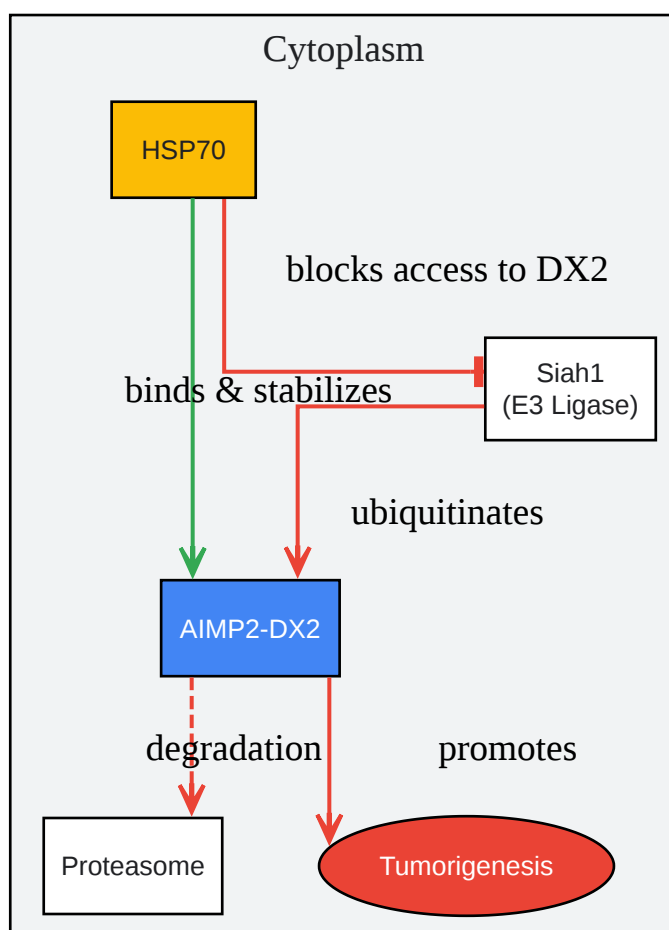 Cytoplasm
HSP70
blocks access to DX2
Siah1
(E3 Ligase)
binds & stabilizes
ubiquitinates
AIMP2-DX2
degradation
promotes
Proteasome
Tumorigenesis